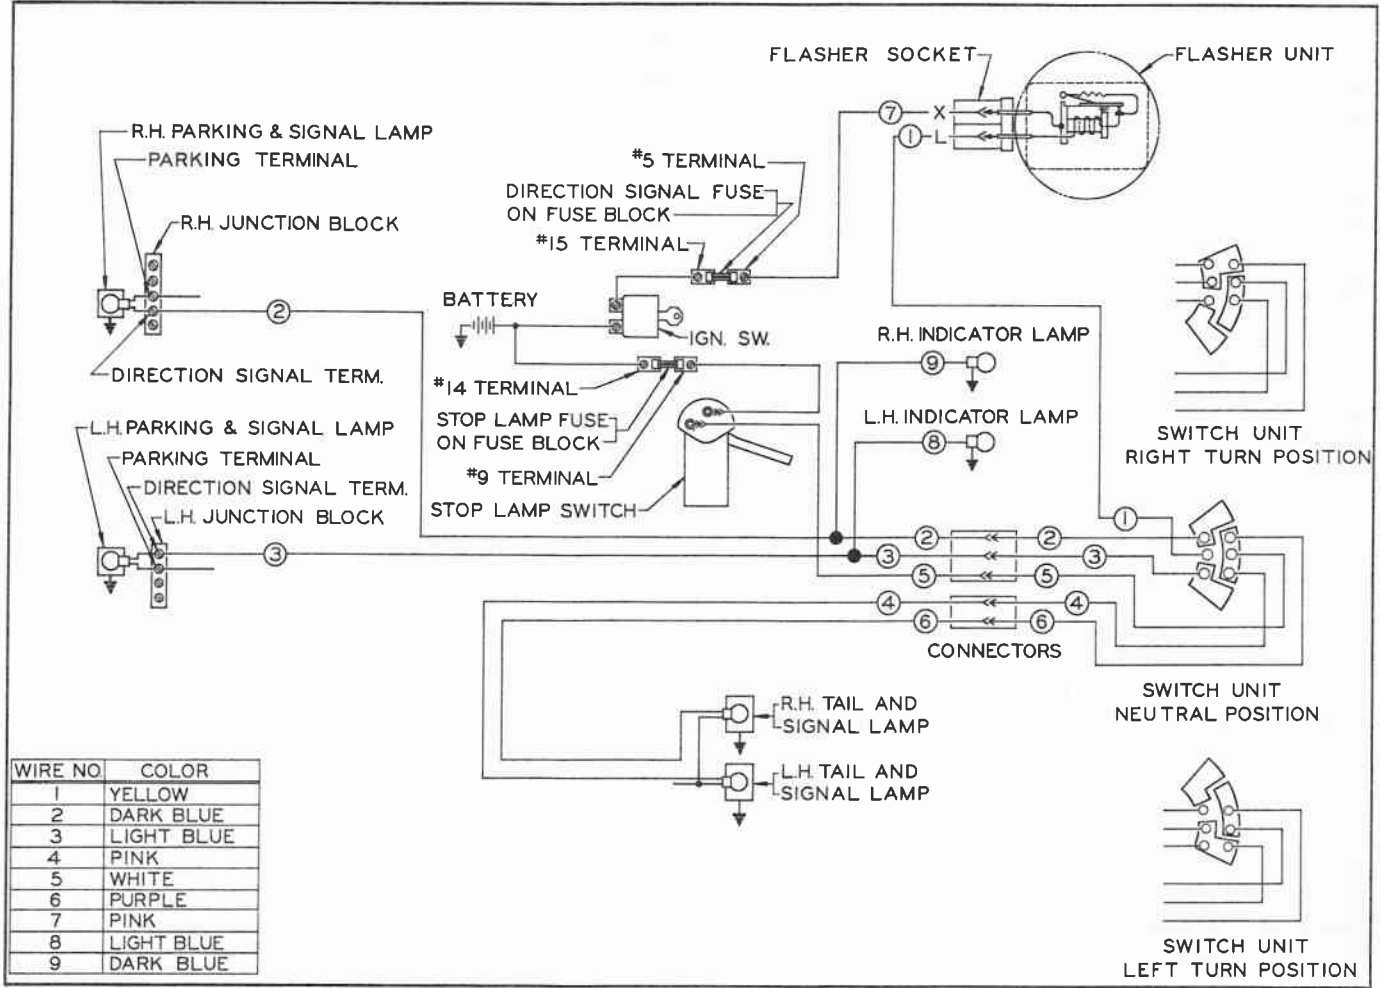 FLASHER SOCKET
FLASHER UNIT
7 X
1 L
R.H. PARKING & SIGNAL LAMP
PARKING TERMINAL
R.H. JUNCTION BLOCK
#5 TERMINAL
DIRECTION SIGNAL FUSE
ON FUSE BLOCK
#15 TERMINAL
BATTERY
2
IGN. SW.
R.H. INDICATOR LAMP
9
DIRECTION SIGNAL TERM.
#14 TERMINAL
STOP LAMP FUSE
ON FUSE BLOCK
#9 TERMINAL
STOP LAMP SWITCH
L.H. INDICATOR LAMP
8
SWITCH UNIT
RIGHT TURN POSITION
L.H. PARKING & SIGNAL LAMP
PARKING TERMINAL
DIRECTION SIGNAL TERM.
L.H. JUNCTION BLOCK
3
1
2 2
3 3
5 5
4 4
6 6
CONNECTORS
SWITCH UNIT
NEUTRAL POSITION
R.H. TAIL AND
SIGNAL LAMP
L.H. TAIL AND
SIGNAL LAMP
WIRE NO. COLOR
1 YELLOW
2 DARK BLUE
3 LIGHT BLUE
4 PINK
5 WHITE
6 PURPLE
7 PINK
8 LIGHT BLUE
9 DARK BLUE
SWITCH UNIT
LEFT TURN POSITION